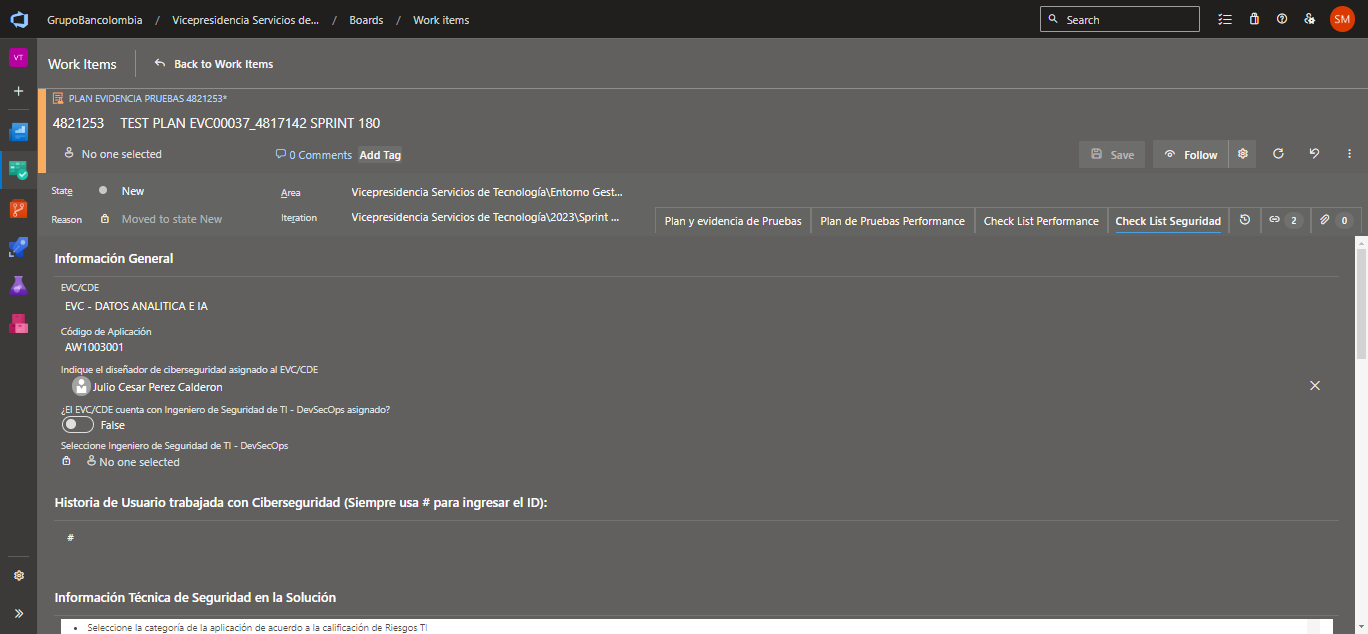 GrupoBancolombia / Vicepresidencia Servicios de... / Boards / Work items
Search
SM
VT
Work Items
Back to Work Items
PLAN EVIDENCIA PRUEBAS 4821253*
4821253 TEST PLAN EVC00037_4817142 SPRINT 180
No one selected
0 Comments
Add Tag
Save
Follow
State New
Area Vicepresidencia Servicios de Tecnología\Entorno Gest...
Reason Moved to state New
Iteration Vicepresidencia Servicios de Tecnología\2023\Sprint ...
Plan y evidencia de Pruebas
Plan de Pruebas Performance
Check List Performance
Check List Seguridad
2
0
Información General
EVC/CDE
EVC - DATOS ANALITICA E IA
Código de Aplicación
AW1003001
Indique el diseñador de ciberseguridad asignado al EVC/CDE
Julio Cesar Perez Calderon
¿El EVC/CDE cuenta con Ingeniero de Seguridad de TI - DevSecOps asignado?
False
Seleccione Ingeniero de Seguridad de TI - DevSecOps
No one selected
Historia de Usuario trabajada con Ciberseguridad (Siempre usa # para ingresar el ID):
#
Información Técnica de Seguridad en la Solución
• Seleccione la categoría de la aplicación de acuerdo a la calificación de Riesgos TI